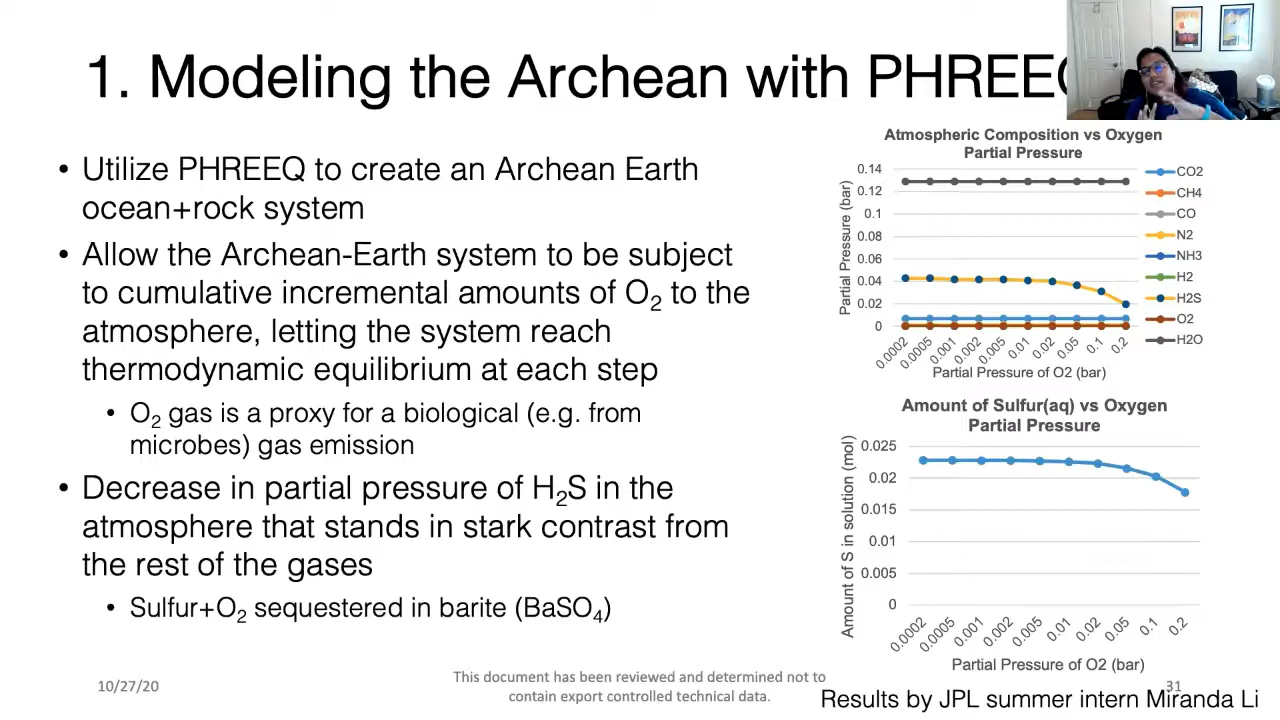 1. Modeling the Archean with PHREEQ
• Utilize PHREEQ to create an Archean Earth
ocean+rock system
• Allow the Archean-Earth system to be subject
to cumulative incremental amounts of O2 to the
atmosphere, letting the system reach
thermodynamic equilibrium at each step
• O2 gas is a proxy for a biological (e.g. from
microbes) gas emission
• Decrease in partial pressure of H2S in the
atmosphere that stands in stark contrast from
the rest of the gases
• Sulfur+O2 sequestered in barite (BaSO4)
Atmospheric Composition vs Oxygen
Partial Pressure
Partial Pressure (bar)
0.14
0.12
0.1
0.08
0.06
0.04
0.02
0
0.0002
0.0005
0.001
0.002
0.005
0.01
0.02
0.05
0.1
0.2
Partial Pressure of O2 (bar)
CO2
CH4
CO
N2
NH3
H2
H2S
O2
H2O
Amount of Sulfur(aq) vs Oxygen
Partial Pressure
Amount of S in solution (mol)
0.025
0.02
0.015
0.01
0.005
0
0.0002
0.0005
0.001
0.002
0.005
0.01
0.02
0.05
0.1
0.2
Partial Pressure of O2 (bar)
10/27/20
This document has been reviewed and determined not to
contain export controlled technical data.
31
Results by JPL summer intern Miranda Li